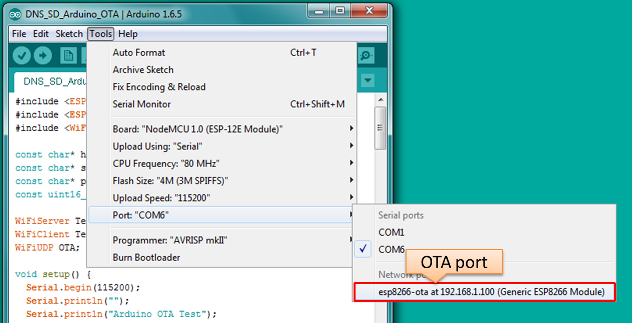 DNS_SD_Arduino_OTA | Arduino 1.6.5
File Edit Sketch Tools Help
DNS_SD_Ardu
Auto Format Ctrl+T
Archive Sketch
Fix Encoding & Reload
Serial Monitor Ctrl+Shift+M
Board: "NodeMCU 1.0 (ESP-12E Module)"
Upload Using: "Serial"
CPU Frequency: "80 MHz"
Flash Size: "4M (3M SPIFFS)"
Upload Speed: "115200"
Port: "COM6"
Programmer: "AVRISP mkII"
Burn Bootloader
Serial ports
COM1
COM6
OTA port
Network
esp8266-ota at 192.168.1.100 (Generic ESP8266 Module)
#include <ESP
#include <ESP
#include <WiF
const char* h
const char* s
const char* p
const uint16_
WiFiServer Te
WiFiClient Te
WiFiUDP OTA;
void setup() {
Serial.begin(115200);
Serial.println("");
Serial.println("Arduino OTA Test");